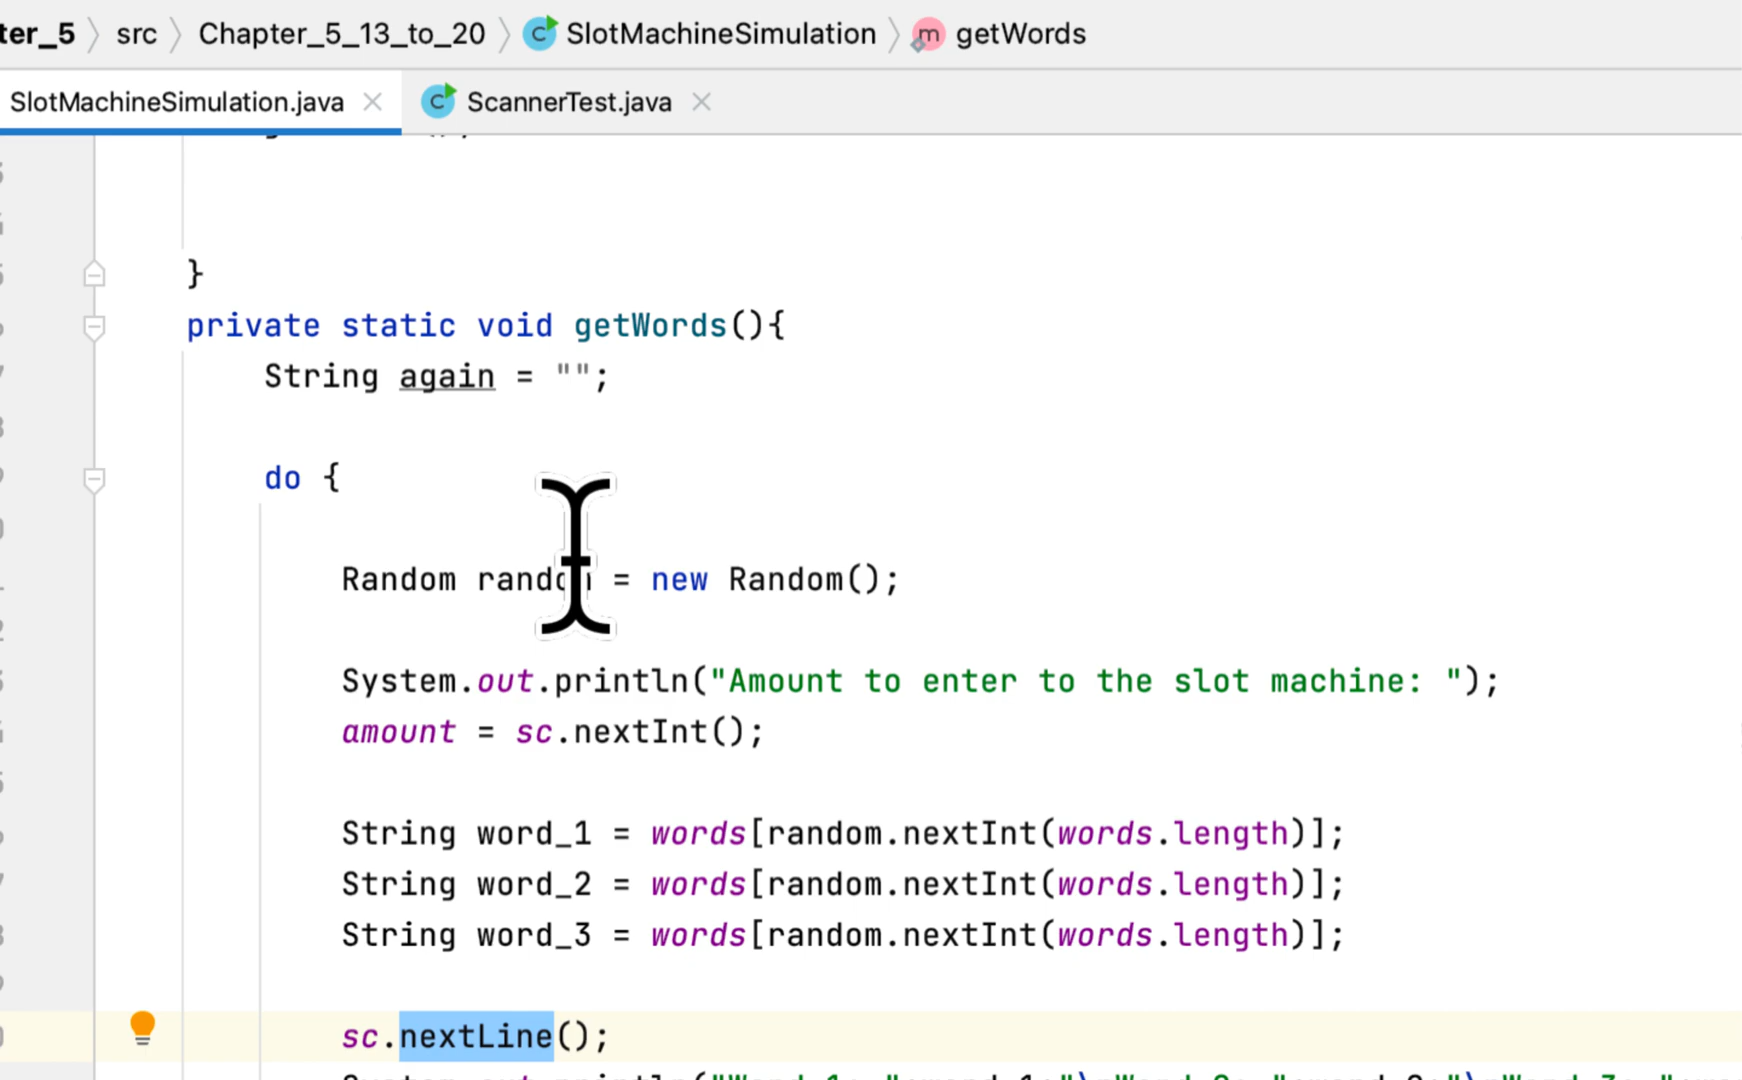 ter_5 src Chapter_5_13_to_20 SlotMachineSimulation m getWords
SlotMachineSimulation.java C ScannerTest.java
}
private static void getWords(){
String again = "";
do {
Random random = new Random();
System.out.println("Amount to enter to the slot machine: ");
amount = sc.nextInt();
String word_1 = words[random.nextInt(words.length)];
String word_2 = words[random.nextInt(words.length)];
String word_3 = words[random.nextInt(words.length)];
sc.nextLine();